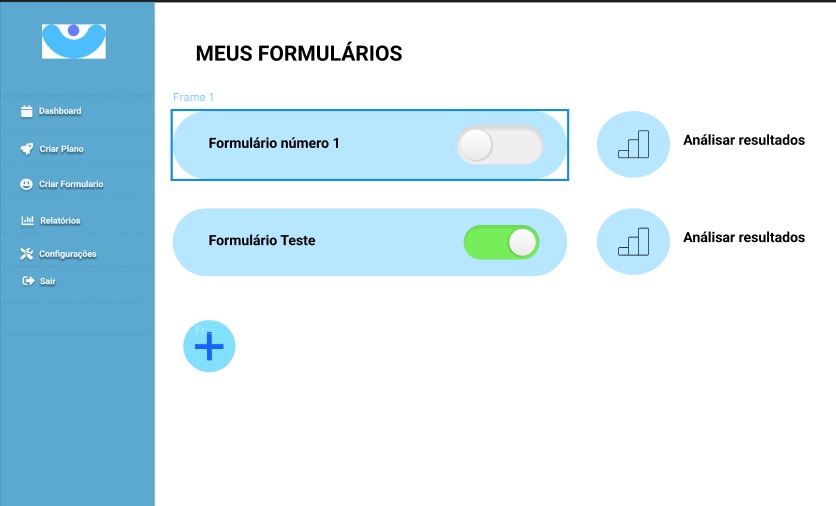 MEUS FORMULÁRIOS
Frame 1
Dashboard
Criar Plano
Criar Formulario
Relatórios
Configurações
Sair
Formulário número 1
Análisar resultados
Formulário Teste
Análisar resultados